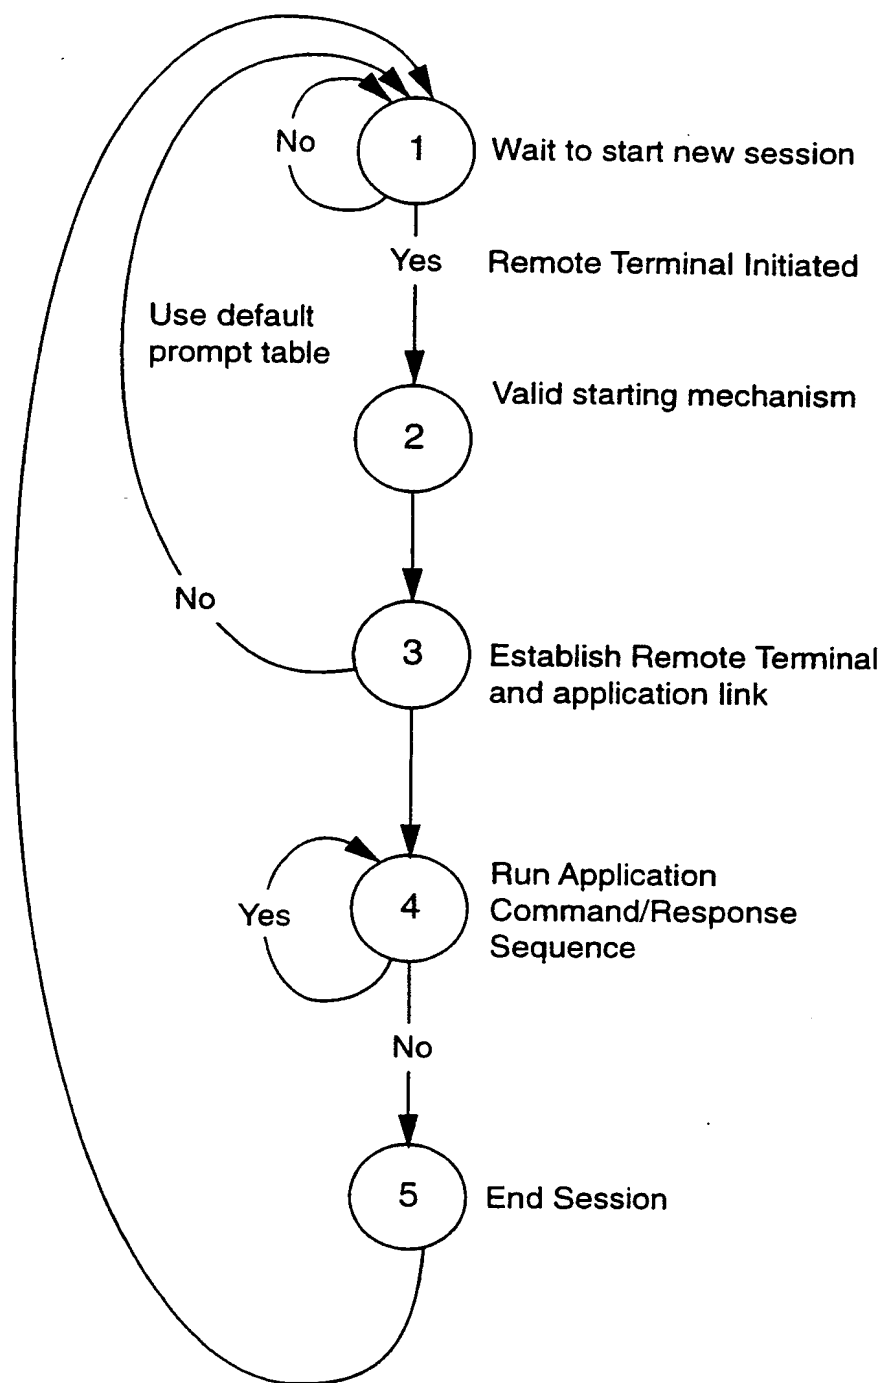 1
Wait to start new session
No
Yes
Remote Terminal Initiated
Use default
prompt table
Valid starting mechanism
2
No
3
Establish Remote Terminal
and application link
4
Run Application
Command/Response
Sequence
Yes
No
5
End Session